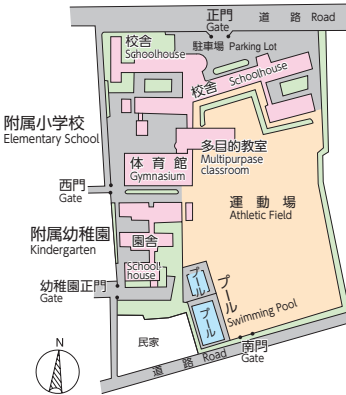 正門
Gate
道 路 Road
校舎
Schoolhouse
駐車場 Parking Lot
校舎 Schoolhouse
附属小学校
Elementary School
体 育 館
Gymnasium
多目的教室
Multipurpase
classroom
西門
Gate
運 動 場
Athletic Field
附属幼稚園
Kindergarten
園舎
School
house
幼稚園正門
Gate
プール
プール
プール
Swimming Pool
民家
南門
Gate
道 路 Road
N